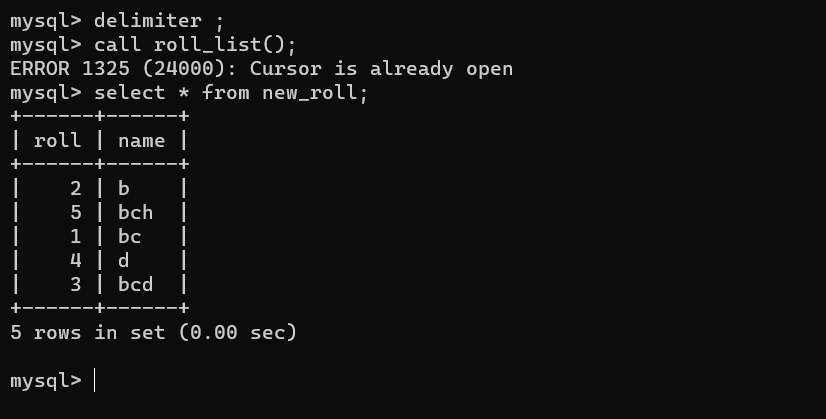 mysql> delimiter ;
mysql> call roll_list();
ERROR 1325 (24000): Cursor is already open
mysql> select * from new_roll;
+------+------+
| roll | name |
+------+------+
|    2 | b    |
|    5 | bch  |
|    1 | bc   |
|    4 | d    |
|    3 | bcd  |
+------+------+
5 rows in set (0.00 sec)
mysql>